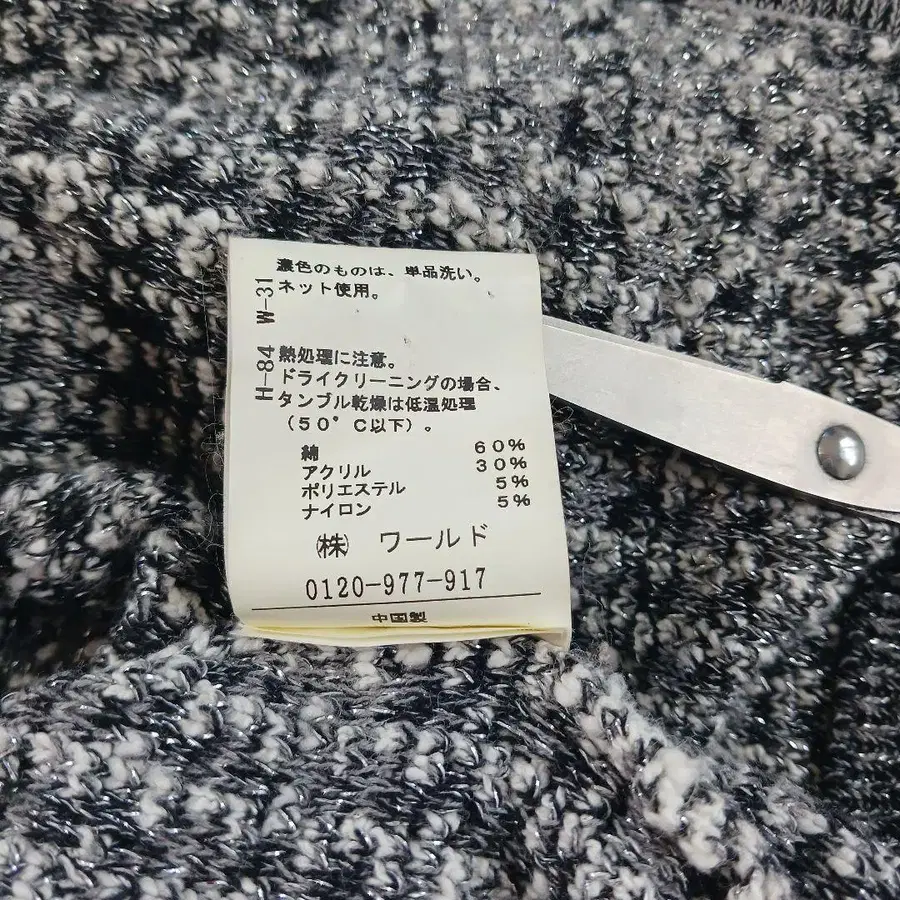 濃色のものは、単品洗い。
ネット使用。
熱処理に注意。
ドライクリーニングの場合、
タンブル乾燥は低温処理
(50°C以下)。
綿 60%
アクリル 30%
ポリエステル 5%
ナイロン 5%
㈱ ワールド
0120-977-917
中国製
H-84 W-31